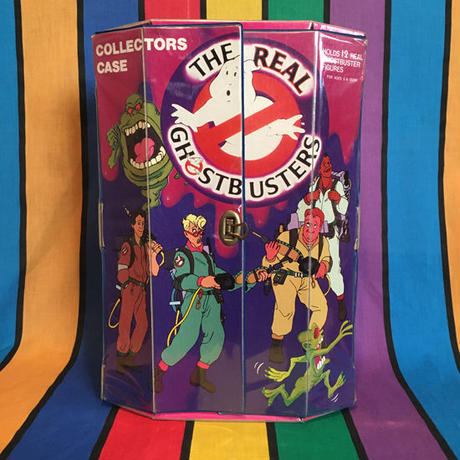 COLLECTORS
CASE
THE REAL
GHOSTBUSTERS
HOLDS 12 REAL
GHOSTBUSTER
FIGURES